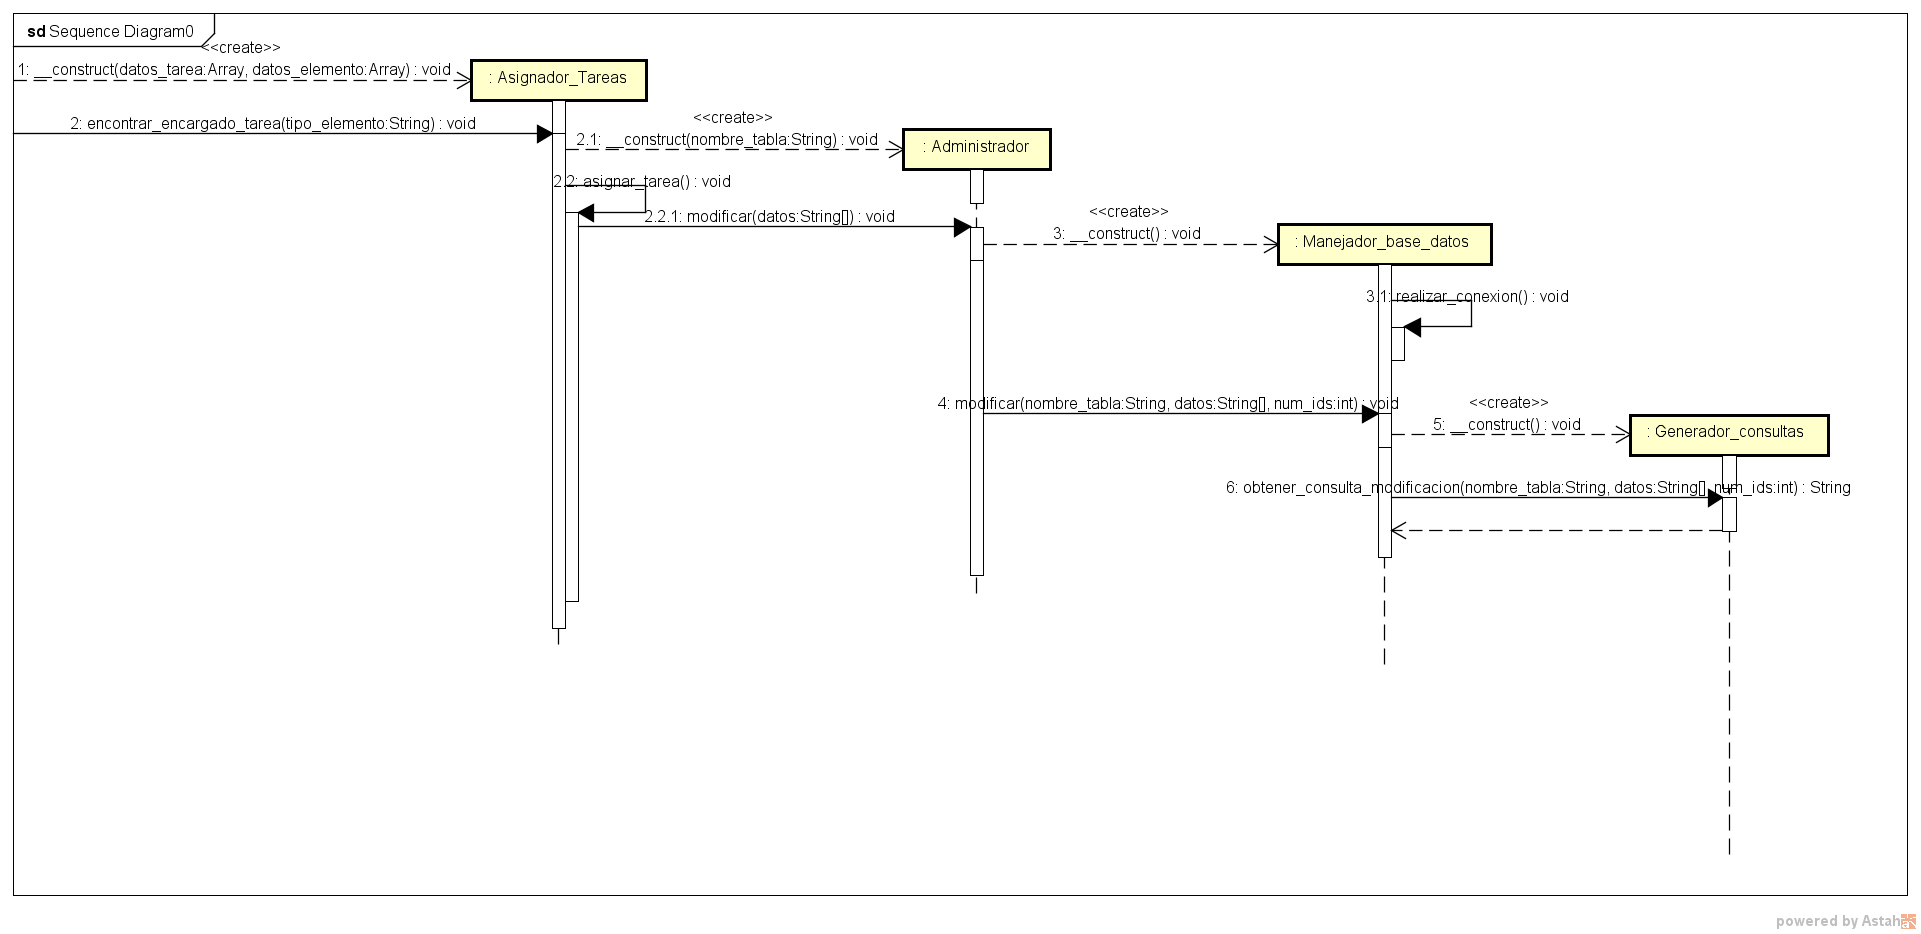 sd Sequence Diagram0
<<create>>
1: __construct(datos_tarea:Array, datos_elemento:Array) : void
: Asignador_Tareas
2: encontrar_encargado_tarea(tipo_elemento:String) : void
<<create>>
2.1: __construct(nombre_tabla:String) : void
: Administrador
2.2: asignar_tarea() : void
2.2.1: modificar(datos:String[]) : void
<<create>>
3: __construct() : void
: Manejador_base_datos
3.1: realizar_conexion() : void
4: modificar(nombre_tabla:String, datos:String[], num_ids:int) : void
<<create>>
5: __construct() : void
: Generador_consultas
6: obtener_consulta_modificacion(nombre_tabla:String, datos:String[], num_ids:int) : String
powered by Astah